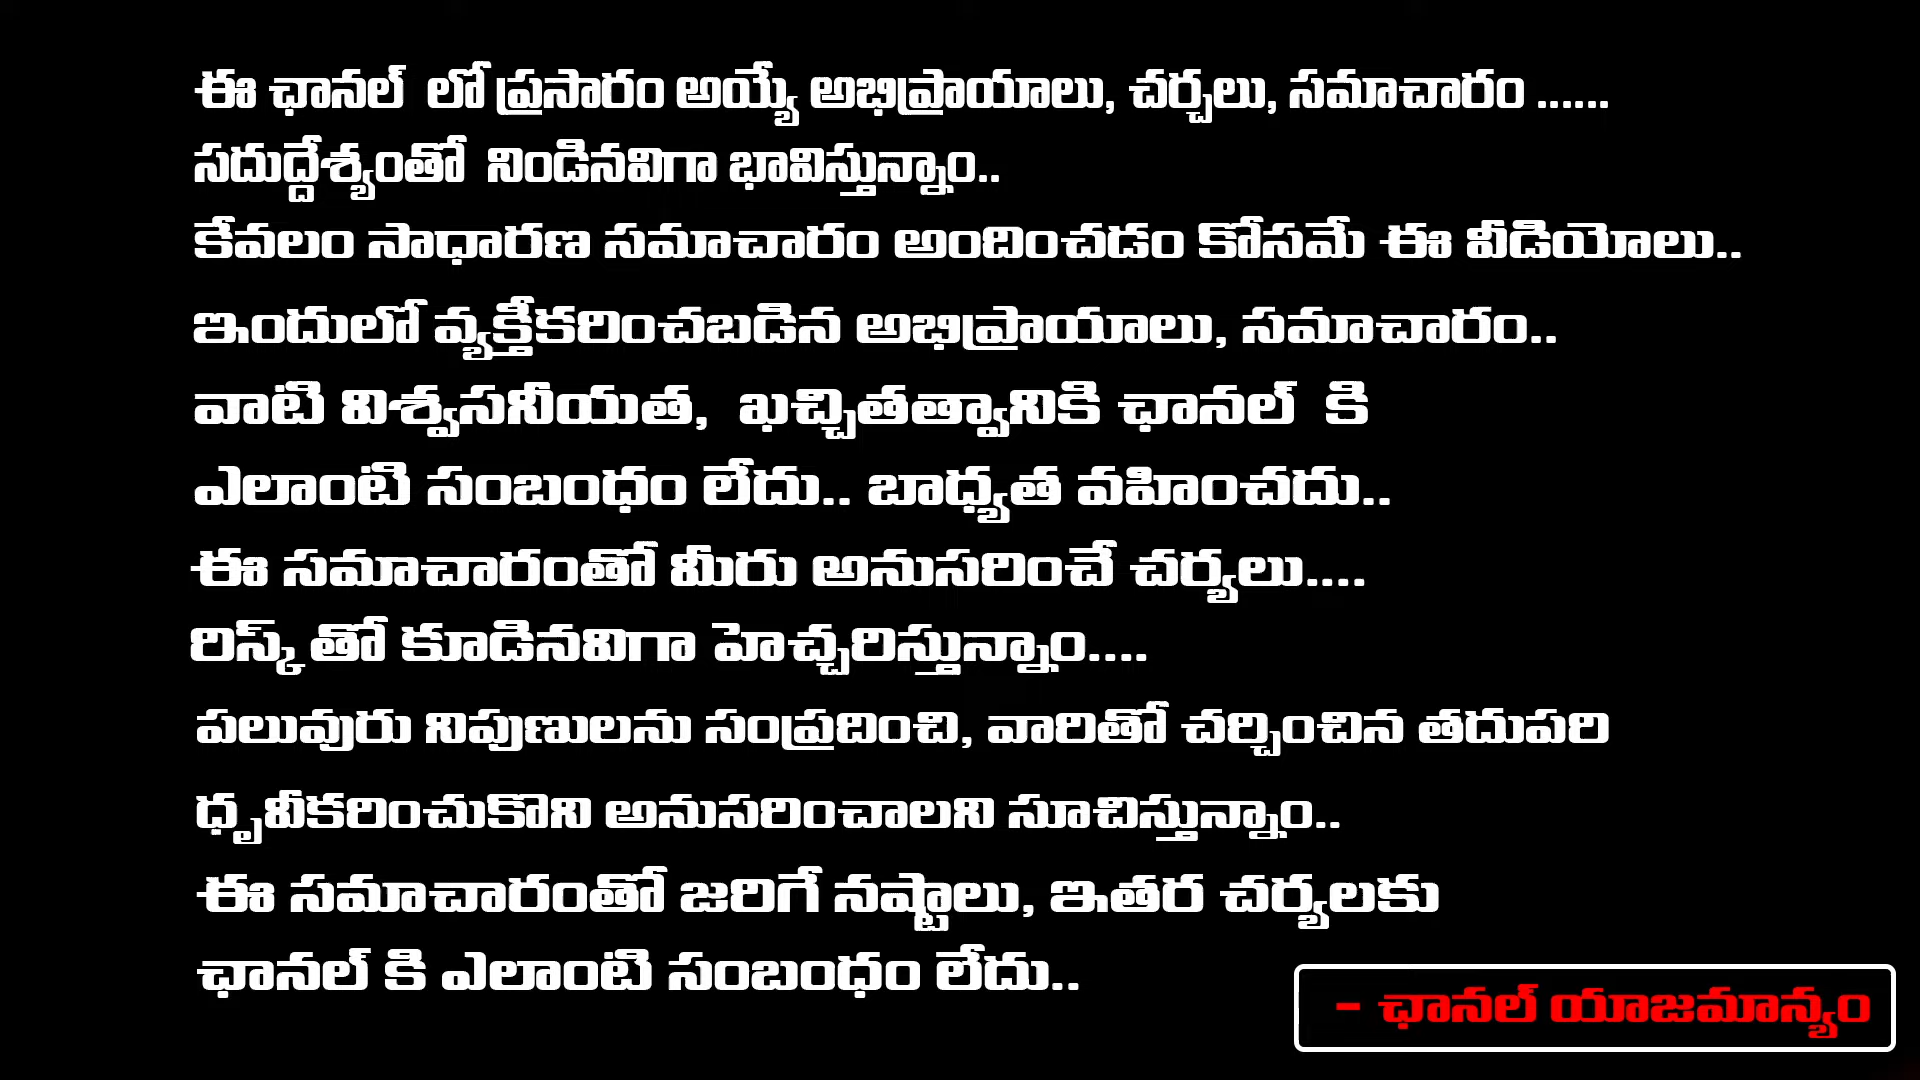 ఈ ఛానల్ లో ప్రసారం అయ్యే అభిప్రాయాలు, చర్చలు, సమాచారం ......
సదుద్దేశ్యంతో నిండినవిగా భావిస్తున్నాం..
కేవలం సాధారణ సమాచారం అందించడం కోసమే ఈ వీడియోలు..
ఇందులో వ్యక్తీకరించబడిన అభిప్రాయాలు, సమాచారం..
వాటి విశ్వసనీయత, ఖచ్చితత్వానికి ఛానల్ కి
ఎలాంటి సంబంధం లేదు.. బాధ్యత వహించదు..
ఈ సమాచారంతో మీరు అనుసరించే చర్యలు....
రిస్క్ తో కూడినవిగా హెచ్చరిస్తున్నాం....
పలువురు నిపుణులను సంప్రదించి, వారితో చర్చించిన తదుపరి
ధృవీకరించుకొని అనుసరించాలని సూచిస్తున్నాం..
ఈ సమాచారంతో జరిగే నష్టాలు, ఇతర చర్యలకు
ఛానల్ కి ఎలాంటి సంబంధం లేదు..
- ఛానల్ యాజమాన్యం